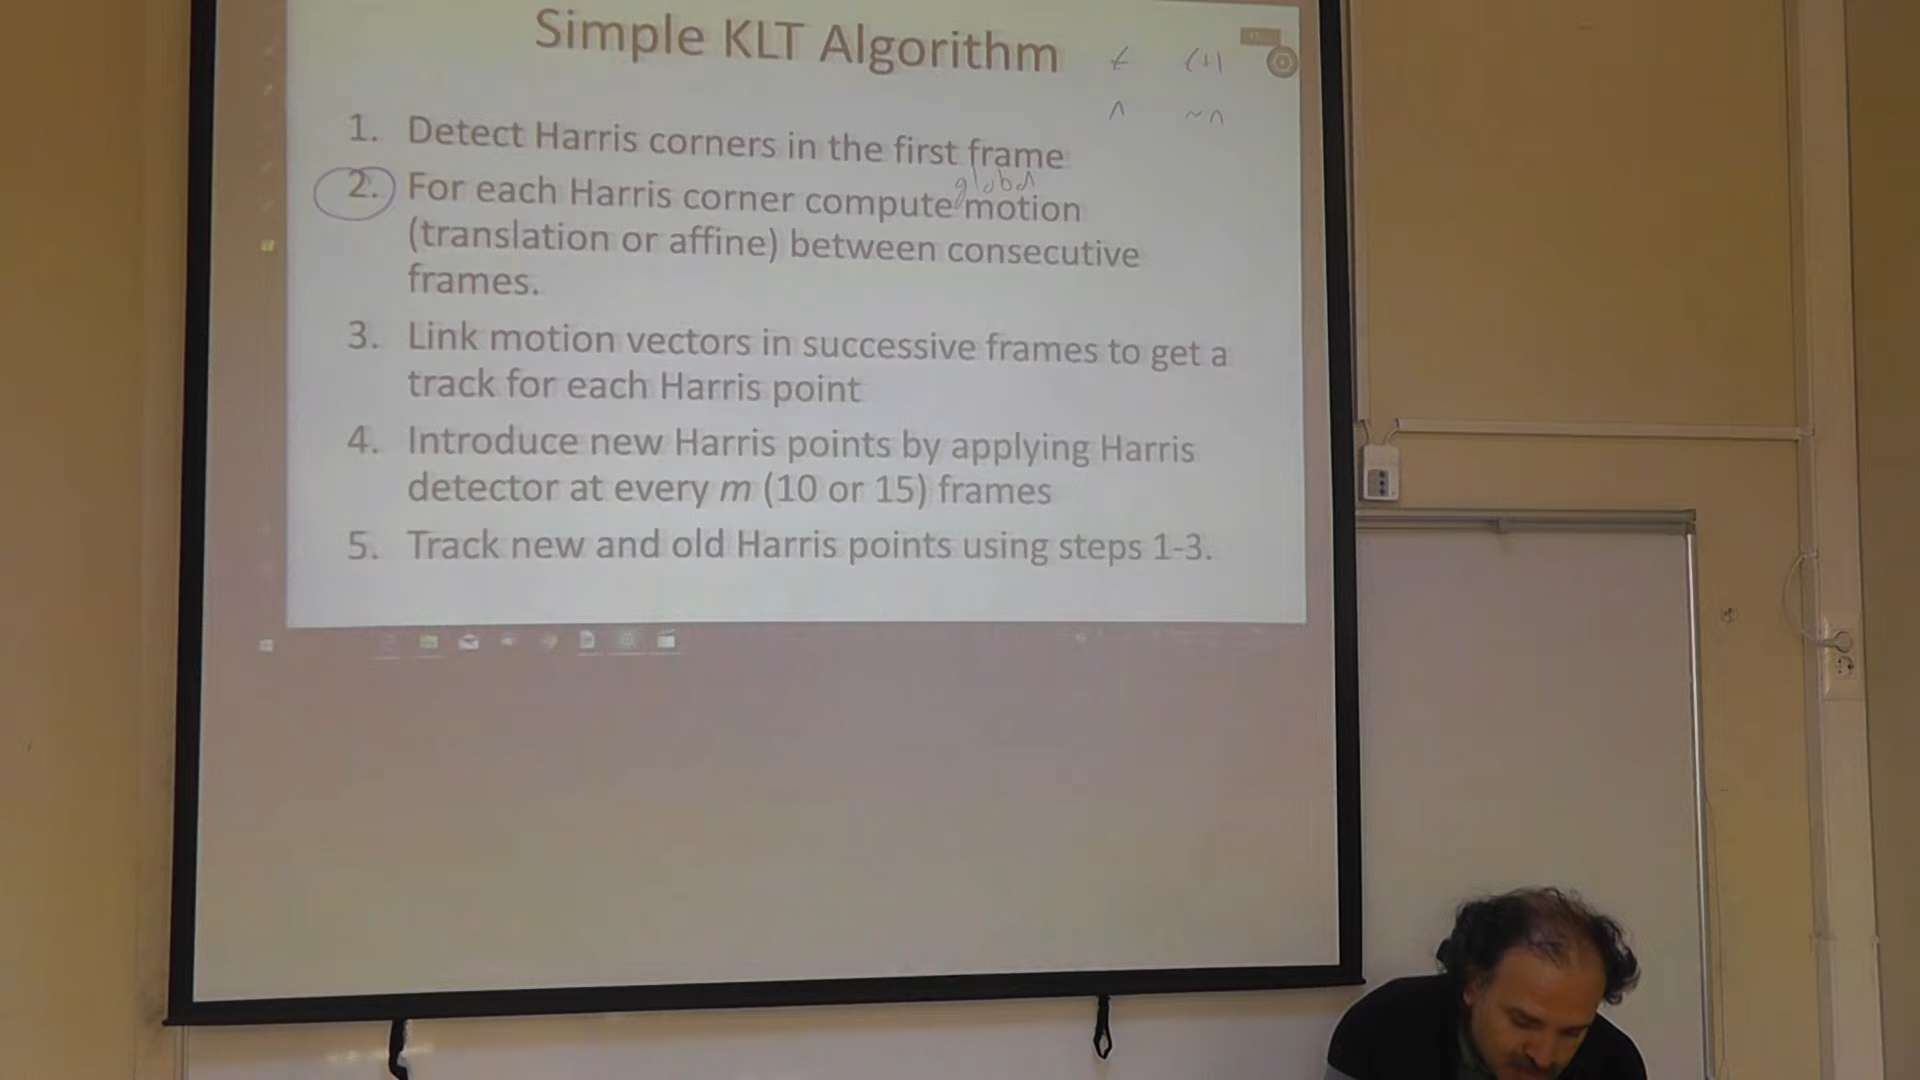 Simple KLT Algorithm
t t+1
n ~n
1. Detect Harris corners in the first frame
global
2. For each Harris corner compute motion
(translation or affine) between consecutive
frames.
3. Link motion vectors in successive frames to get a
track for each Harris point
4. Introduce new Harris points by applying Harris
detector at every m (10 or 15) frames
5. Track new and old Harris points using steps 1-3.